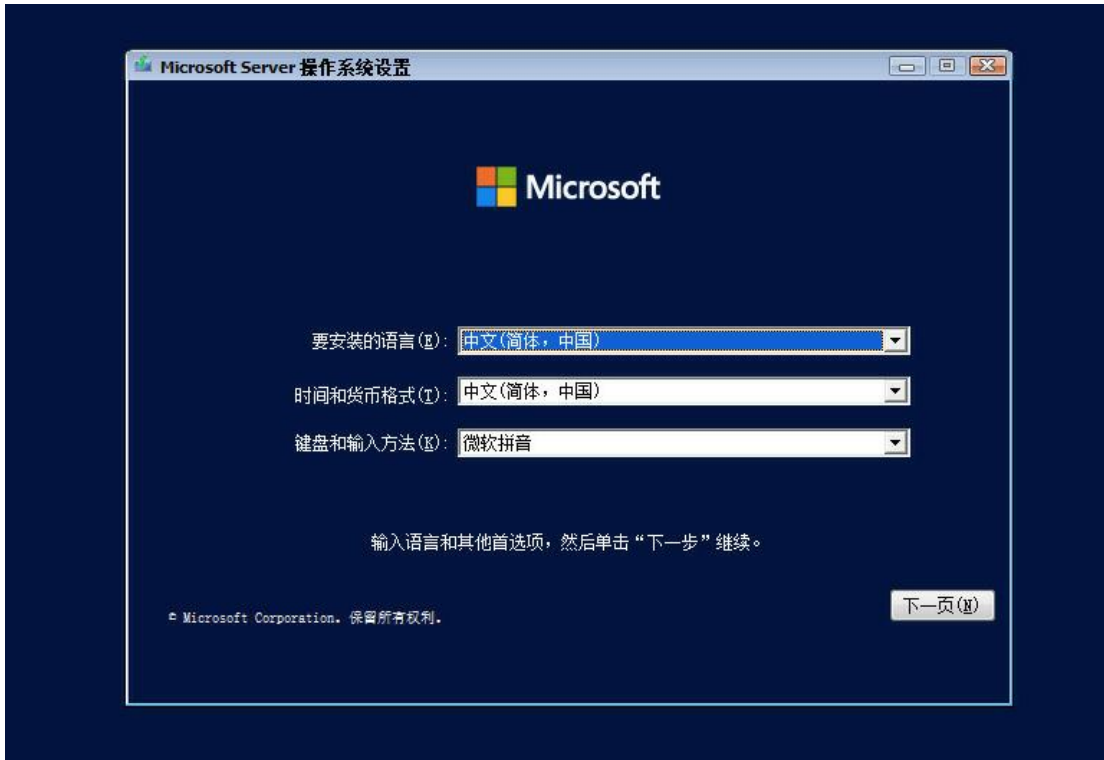 Microsoft Server 操作系统设置
Microsoft
要安装的语言(E): 中文(简体，中国)
时间和货币格式(T): 中文(简体，中国)
键盘和输入方法(K): 微软拼音
输入语言和其他首选项，然后单击“下一步”继续。
下一页(N)
© Microsoft Corporation. 保留所有权利。